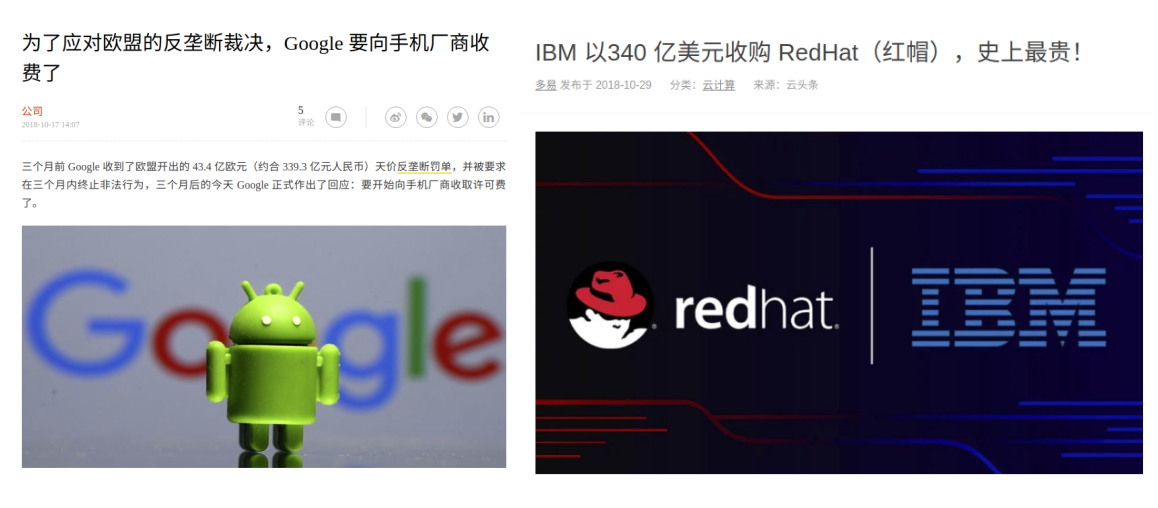 为了应对欧盟的反垄断裁决，Google 要向手机厂商收
费了
公司
2018-10-17 14:07
5
评论
三个月前 Google 收到了欧盟开出的 43.4 亿欧元（约合 339.3 亿元人民币）天价反垄断罚单，并被要求
在三个月内终止非法行为，三个月后的今天 Google 正式作出了回应：要开始向手机厂商收取许可费
了。
Google
IBM 以340 亿美元收购 RedHat（红帽），史上最贵！
多易 发布于 2018-10-29 分类：云计算 来源：云头条
redhat.
IBM